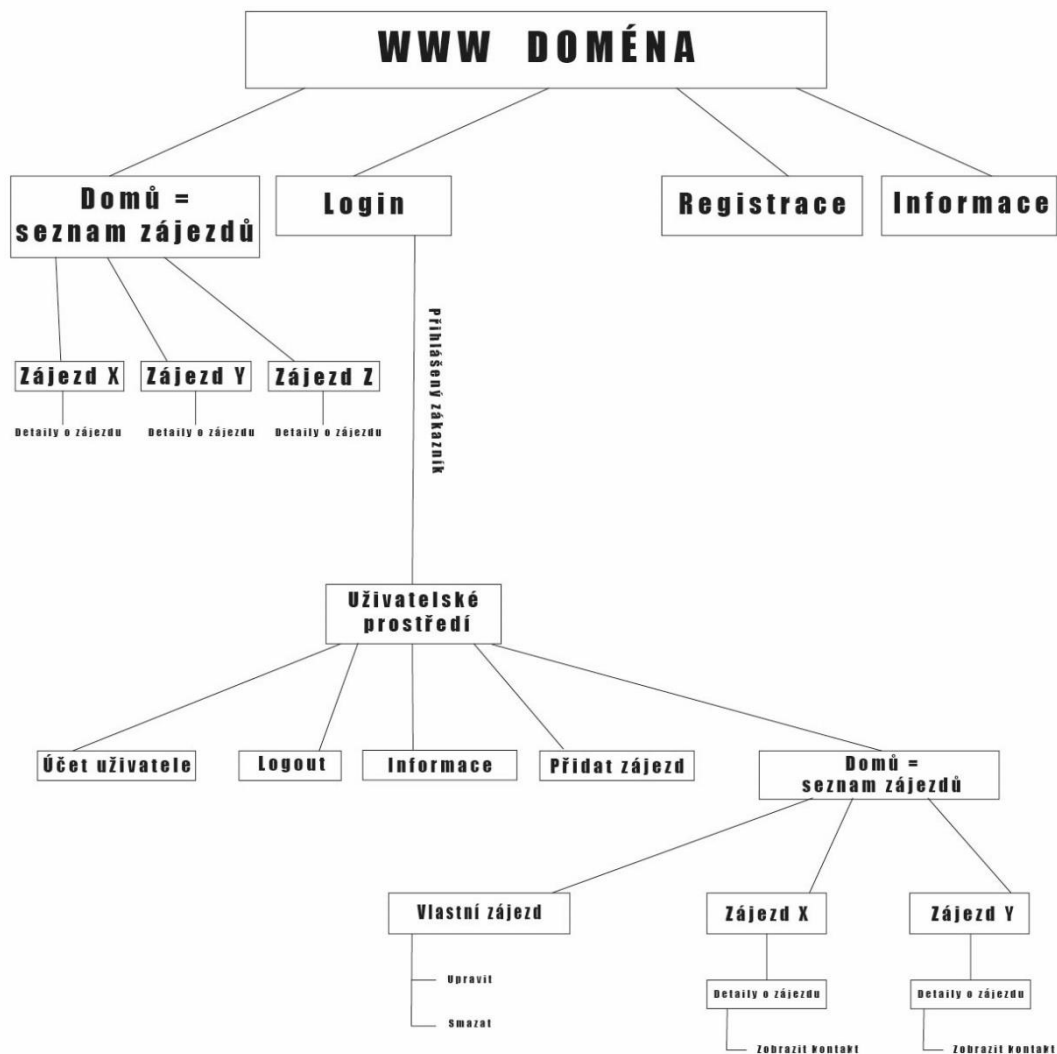 WWW DOMÉNA
Domů =
seznam zájezdů
Login
Registrace
Informace
Přihlášený zákazník
Zájezd X
Zájezd Y
Zájezd Z
Detaily o zájezdu
Detaily o zájezdu
Detaily o zájezdu
Uživatelské
prostředí
Účet uživatele
Logout
Informace
Přidat zájezd
Domů =
seznam zájezdů
Vlastní zájezd
Zájezd X
Zájezd Y
Upravit
Smazat
Detaily o zájezdu
Detaily o zájezdu
Zobrazit kontakt
Zobrazit kontakt